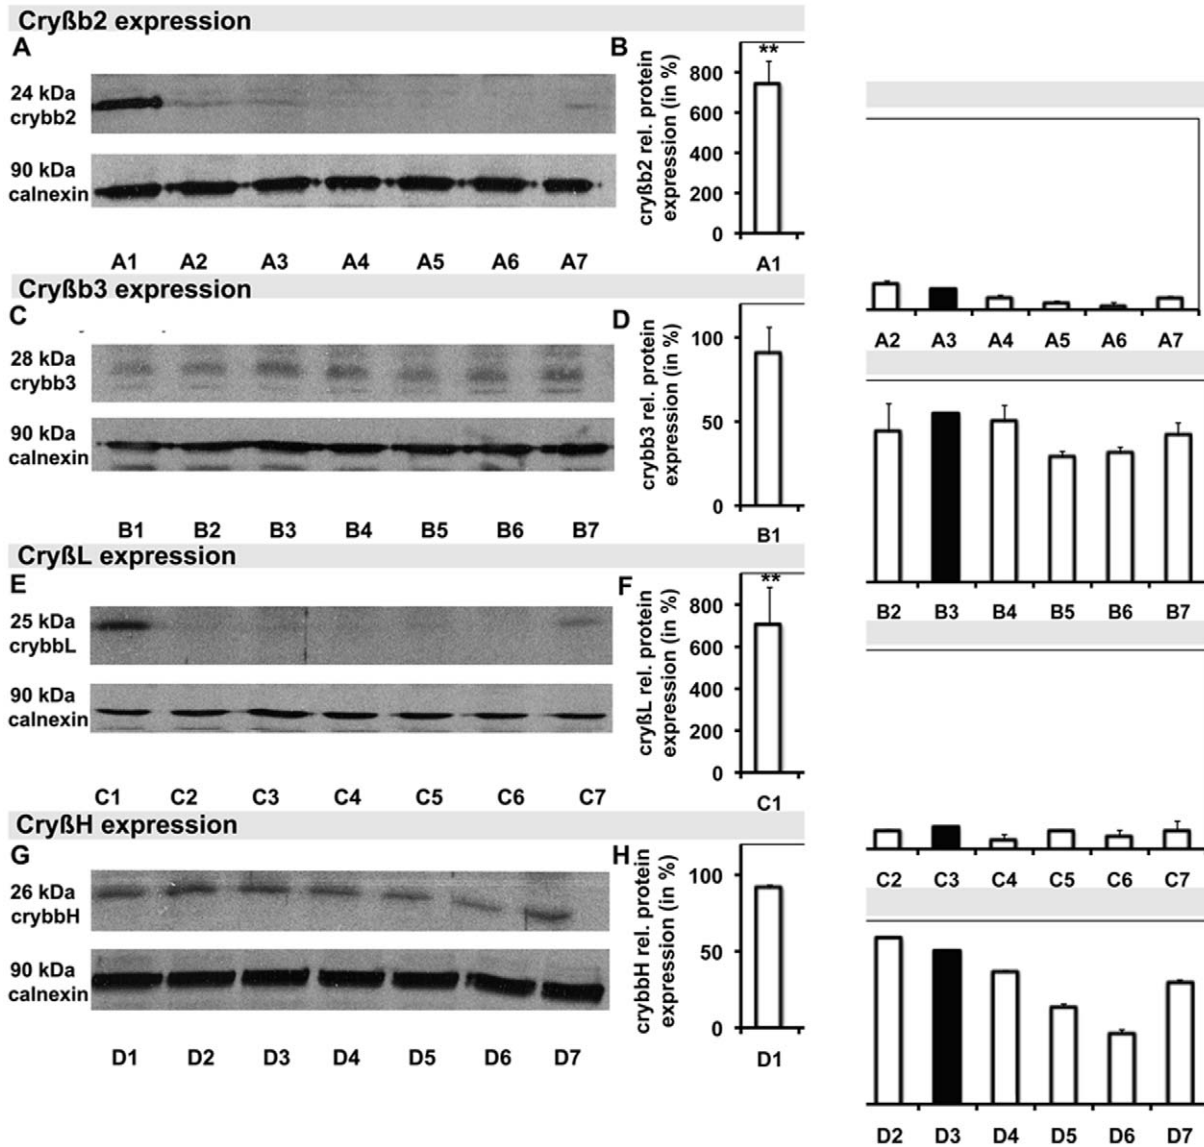 Cryßb2 expression
A
24 kDa
crybb2
90 kDa
calnexin
A1 A2 A3 A4 A5 A6 A7
B
cryßb2 rel. protein
expression (in %)
800
600
400
200
0
**
A1
A2 A3 A4 A5 A6 A7
Cryßb3 expression
C
28 kDa
crybb3
90 kDa
calnexin
B1 B2 B3 B4 B5 B6 B7
D
crybb3 rel. protein
expression (in %)
100
50
0
B1
B2 B3 B4 B5 B6 B7
CryßL expression
E
25 kDa
crybbL
90 kDa
calnexin
C1 C2 C3 C4 C5 C6 C7
F
cryßL rel. protein
expression (in %)
800
600
400
200
0
**
C1
C2 C3 C4 C5 C6 C7
CryßH expression
G
26 kDa
crybbH
90 kDa
calnexin
D1 D2 D3 D4 D5 D6 D7
H
crybbH rel. protein
expression (in %)
100
50
0
D1
D2 D3 D4 D5 D6 D7